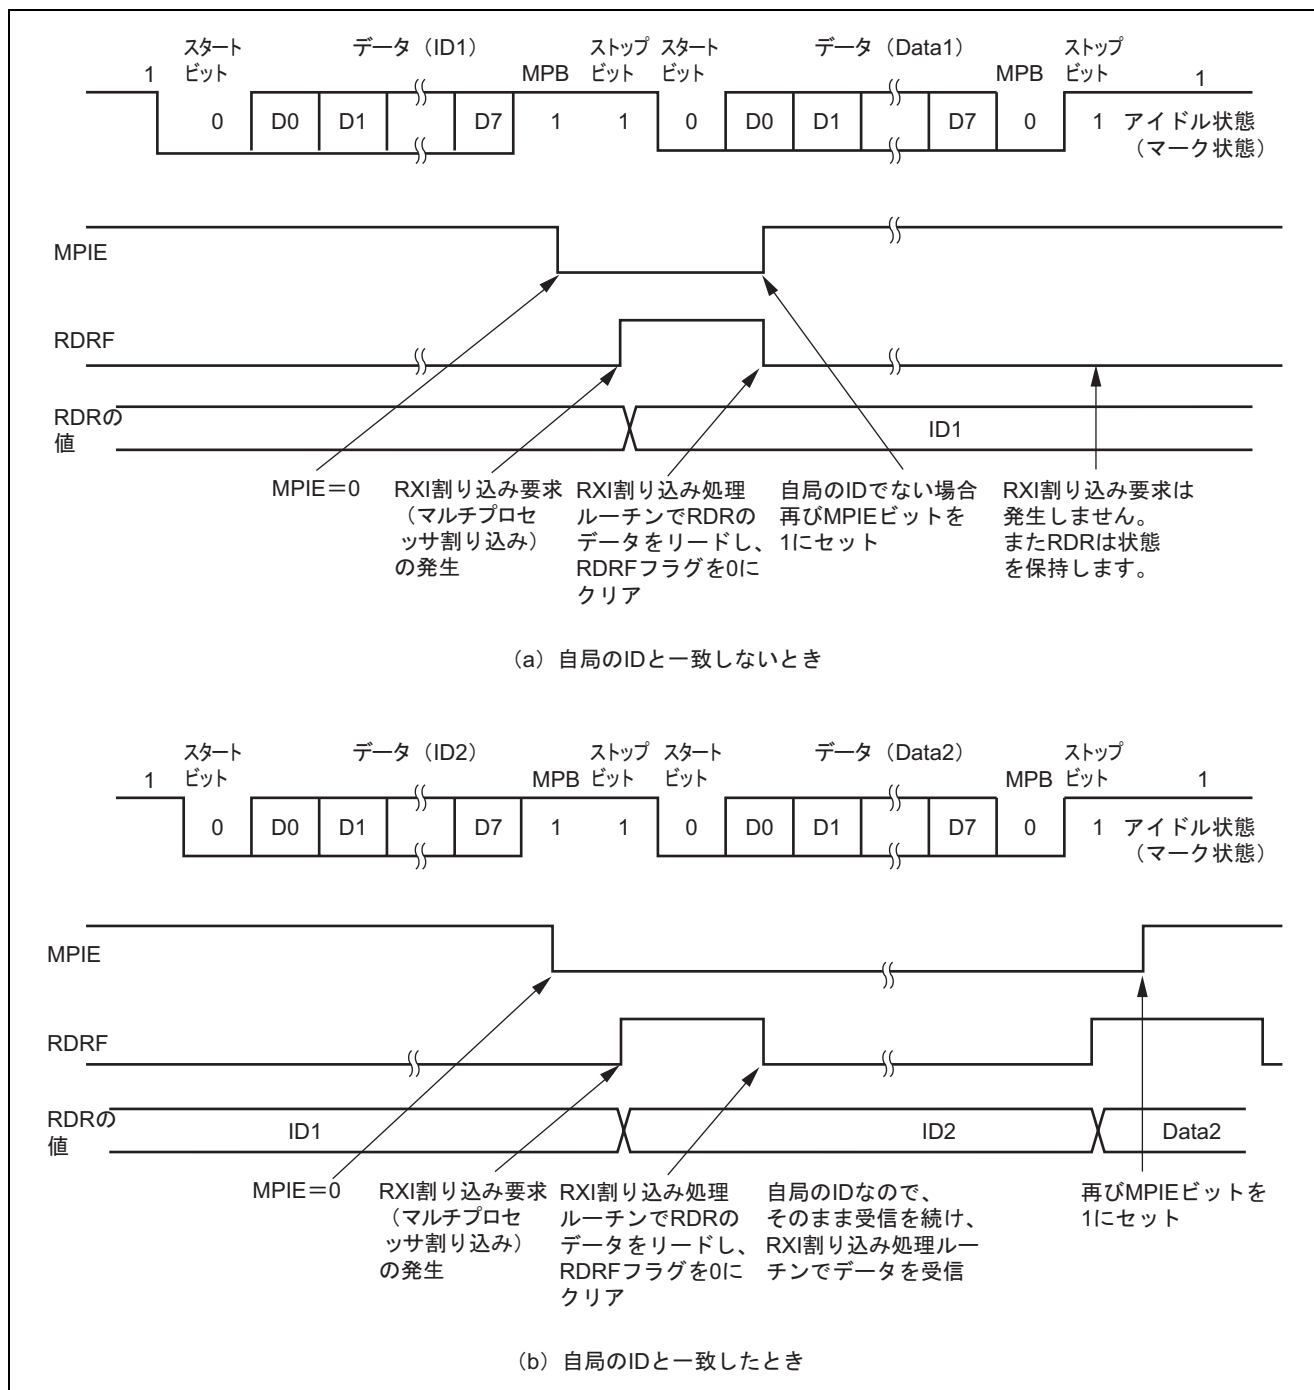 スタート データ（ID1） ストップ スタート データ（Data1） ストップ
1 ビット MPB ビット ビット MPB ビット 1
0 D0 D1 D7 1 1 0 D0 D1 D7 0 1 アイドル状態
（マーク状態）
MPIE
RDRF
RDRの
値
ID1
MPIE＝0
RXI割り込み要求
（マルチプロセ
ッサ割り込み）
の発生
RXI割り込み処理
ルーチンでRDRの
データをリードし、
RDRFフラグを0に
クリア
自局のIDでない場合
再びMPIEビットを
1にセット
RXI割り込み要求は
発生しません。
またRDRは状態
を保持します。
（a）自局のIDと一致しないとき
スタート データ（ID2） ストップ スタート データ（Data2） ストップ
1 ビット MPB ビット ビット MPB ビット 1
0 D0 D1 D7 1 1 0 D0 D1 D7 0 1 アイドル状態
（マーク状態）
MPIE
RDRF
RDRの
値
ID1 ID2 Data2
MPIE＝0
RXI割り込み要求
（マルチプロセ
ッサ割り込み）
の発生
RXI割り込み処理
ルーチンでRDRの
データをリードし、
RDRFフラグを0に
クリア
自局のIDなので、
そのまま受信を続け、
RXI割り込み処理ルー
チンでデータを受信
再びMPIEビットを
1にセット
（b）自局のIDと一致したとき